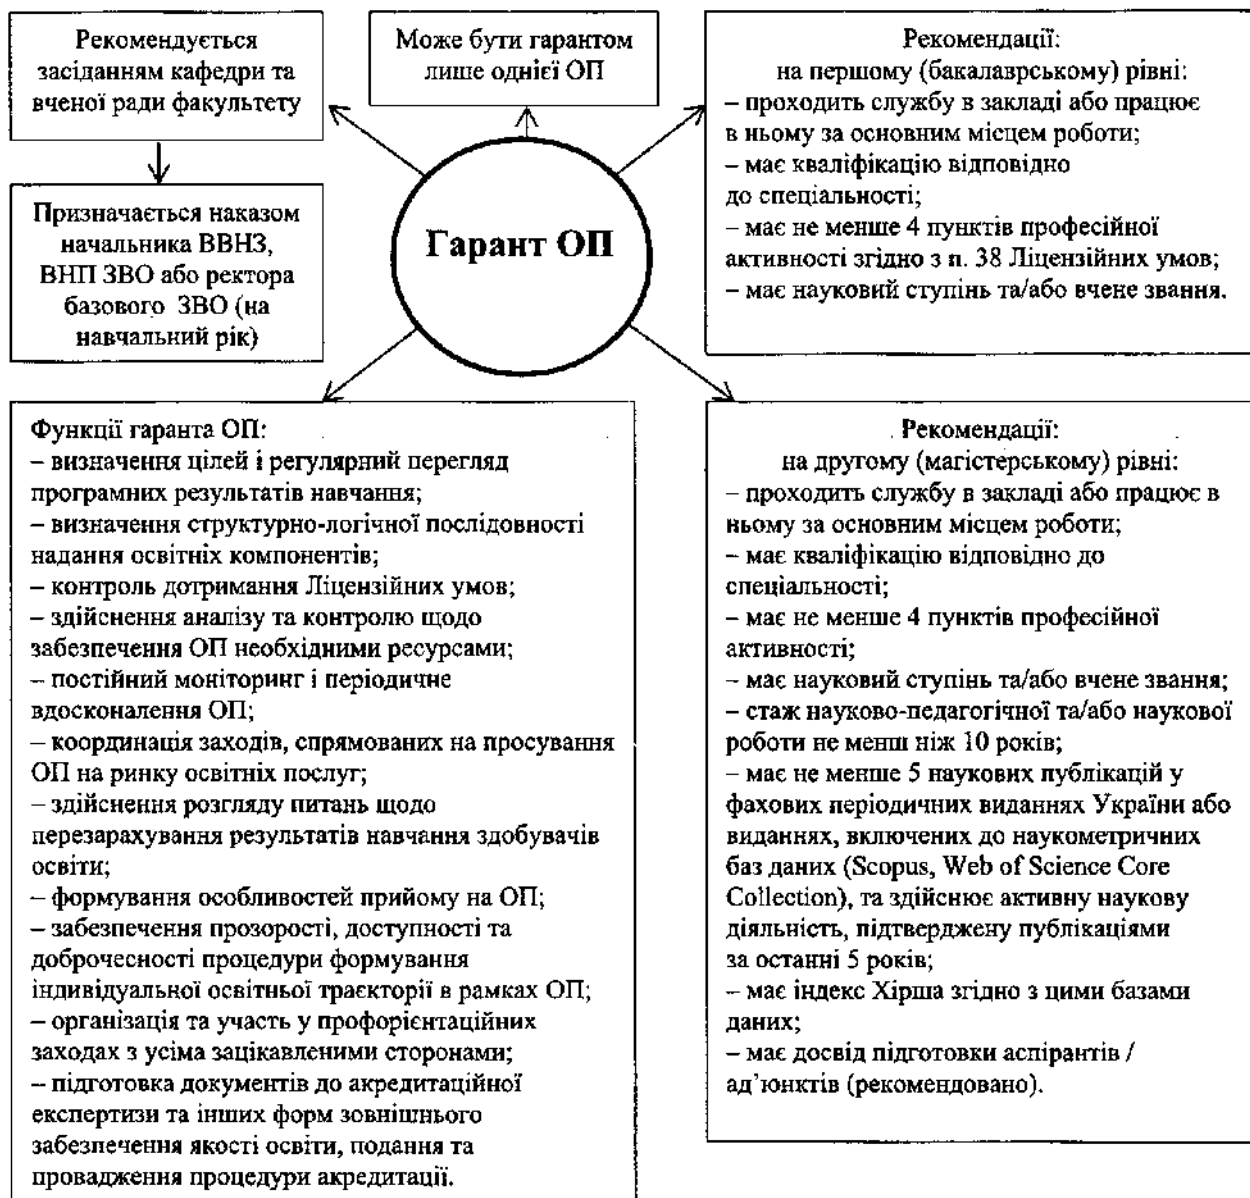 Рекомендується
засіданням кафедри та
вченої ради факультету
Може бути гарантом
лише однієї ОП
Рекомендації:
на першому (бакалаврському) рівні:
– проходить службу в закладі або працює
в ньому за основним місцем роботи;
– має кваліфікацію відповідно
до спеціальності;
– має не менше 4 пунктів професійної
активності згідно з п. 38 Ліцензійних умов;
– має науковий ступінь та/або вчене звання.
Призначається наказом
начальника ВВНЗ,
ВНП ЗВО або ректора
базового ЗВО (на
навчальний рік)
Гарант ОП
Функції гаранта ОП:
– визначення цілей і регулярний перегляд
програмних результатів навчання;
– визначення структурно-логічної послідовності
надання освітніх компонентів;
– контроль дотримання Ліцензійних умов;
– здійснення аналізу та контролю щодо
забезпечення ОП необхідними ресурсами;
– постійний моніторинг і періодичне
вдосконалення ОП;
– координація заходів, спрямованих на просування
ОП на ринку освітніх послуг;
– здійснення розгляду питань щодо
перезарахування результатів навчання здобувачів
освіти;
– формування особливостей прийому на ОП;
– забезпечення прозорості, доступності та
доброчесності процедури формування
індивідуальної освітньої траєкторії в рамках ОП;
– організація та участь у профорієнтаційних
заходах з усіма зацікавленими сторонами;
– підготовка документів до акредитаційної
експертизи та інших форм зовнішнього
забезпечення якості освіти, подання та
провадження процедури акредитації.
Рекомендації:
на другому (магістерському) рівні:
– проходить службу в закладі або працює в
ньому за основним місцем роботи;
– має кваліфікацію відповідно до
спеціальності;
– має не менше 4 пунктів професійної
активності;
– має науковий ступінь та/або вчене звання;
– стаж науково-педагогічної та/або наукової
роботи не менш ніж 10 років;
– має не менше 5 наукових публікацій у
фахових періодичних виданнях України або
виданнях, включених до наукометричних
баз даних (Scopus, Web of Science Core
Collection), та здійснює активну наукову
діяльність, підтверджену публікаціями
за останні 5 років;
– має індекс Хірша згідно з цими базами
даних;
– має досвід підготовки аспірантів /
ад’юнктів (рекомендовано).